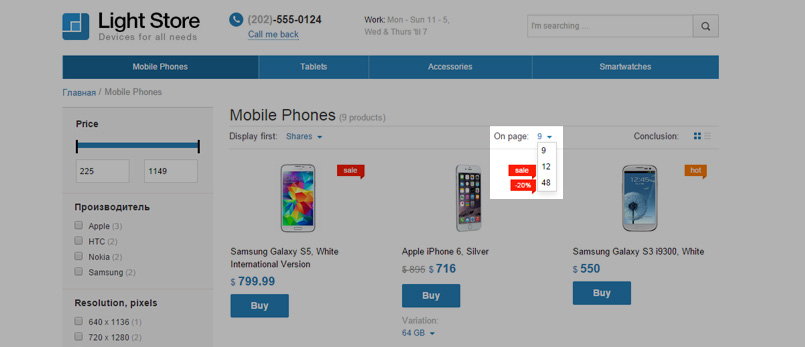 Light Store
Devices for all needs
(202)-555-0124
Call me back
Work: Mon - Sun 11 - 5,
Wed & Thurs 'til 7
I'm searching ....
Mobile Phones
Tablets
Accessories
Smartwatches
Главная / Mobile Phones
Price
225
1149
Производитель
Apple (3)
HTC (2)
Nokia (2)
Samsung (2)
Resolution, pixels
640 x 1136 (1)
720 x 1280 (2)
Mobile Phones (9 products)
Display first: Shares
On page: 9
9
12
48
Conclusion:
sale
Samsung Galaxy S5, White
International Version
$ 799.99
Buy
sale
-20%
Apple iPhone 6, Silver
$ 895 $ 716
Buy
Variation:
64 GB
hot
Samsung Galaxy S3 i9300, White
$ 550
Buy